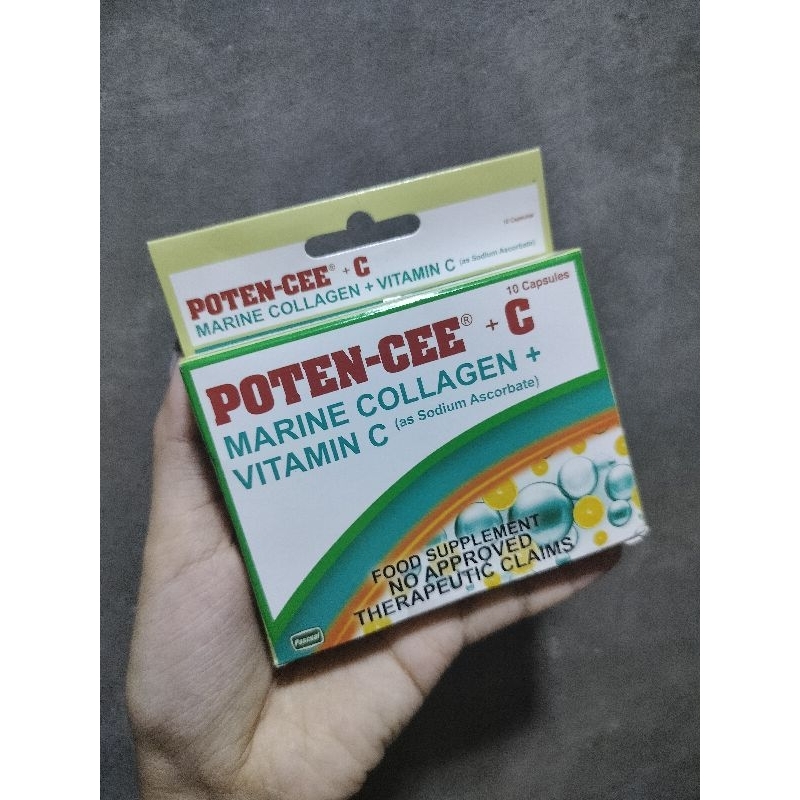 10 Capsules
POTEN-CEE® + C
MARINE COLLAGEN + VITAMIN C (as Sodium Ascorbate)
10 Capsules
POTEN-CEE® + C
MARINE COLLAGEN +
VITAMIN C (as Sodium Ascorbate)
FOOD SUPPLEMENT
NO APPROVED
THERAPEUTIC CLAIMS
Pascual